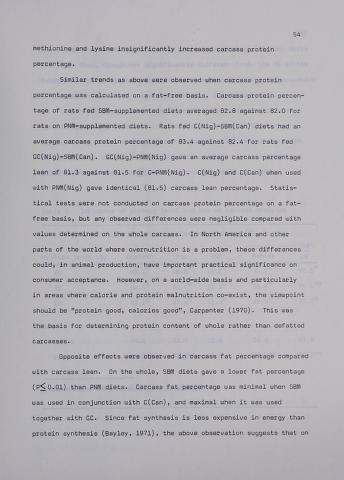 54
methionine and lysine insignificantly increased carcass protein
percentage.
Similar trends as above were observed when carcass protein
percentage was calculated on a fat-free basis. Carcass protein percen-
tage of rats fed SBM-supplemented diets averaged 82.8 against 82.0 for
rats on PNM-supplemented diets. Rats fed C(Nig)-SBM(Can) diets had an
average carcass protein percentage of 83.4 against 82.4 for rats fed
GC(Nig)-SBM(Can). GC(Nig)-PNM(Nig) gave an average carcass percentage
lean of 81.3 against 81.5 for C-PNM(Nig). C(Nig) and C(Can) when used
with PNM(Nig) gave identical (81.5) carcass lean percentage. Statis-
tical tests were not conducted on carcass protein percentage on a fat-
free basis, but any observed differences were negligible compared with
values determined on the whole carcass. In North America and other
parts of the world where overnutrition is a problem, these differences
could, in animal production, have important practical significance on
consumer acceptance. However, on a world-wide basis and particularly
in areas where calorie and protein malnutrition co-exist, the viewpoint
should be "protein good, calories good", Carpenter (1970). This was
the basis for determining protein content of whole rather than defatted
carcasses.
Opposite effects were observed in carcass fat percentage compared
with carcass lean. On the whole, SBM diets gave a lower fat percentage
(P≤0.01) than PNM diets. Carcass fat percentage was minimal when SBM
was used in conjunction with C(Can), and maximal when it was used
together with GC. Since fat synthesis is less expensive in energy than
protein synthesis (Bayley, 1971), the above observation suggests that on